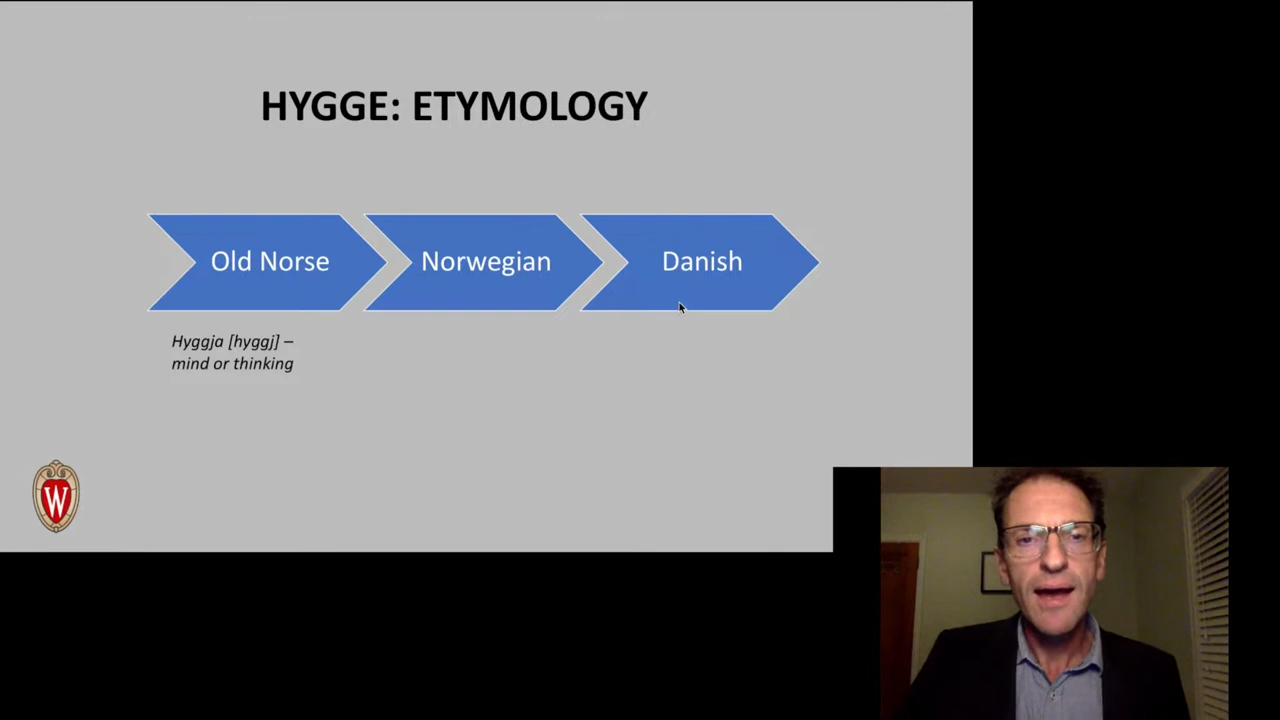 HYGGE: ETYMOLOGY
Old Norse
Norwegian
Danish
Hyggja [hyggj] –
mind or thinking
W